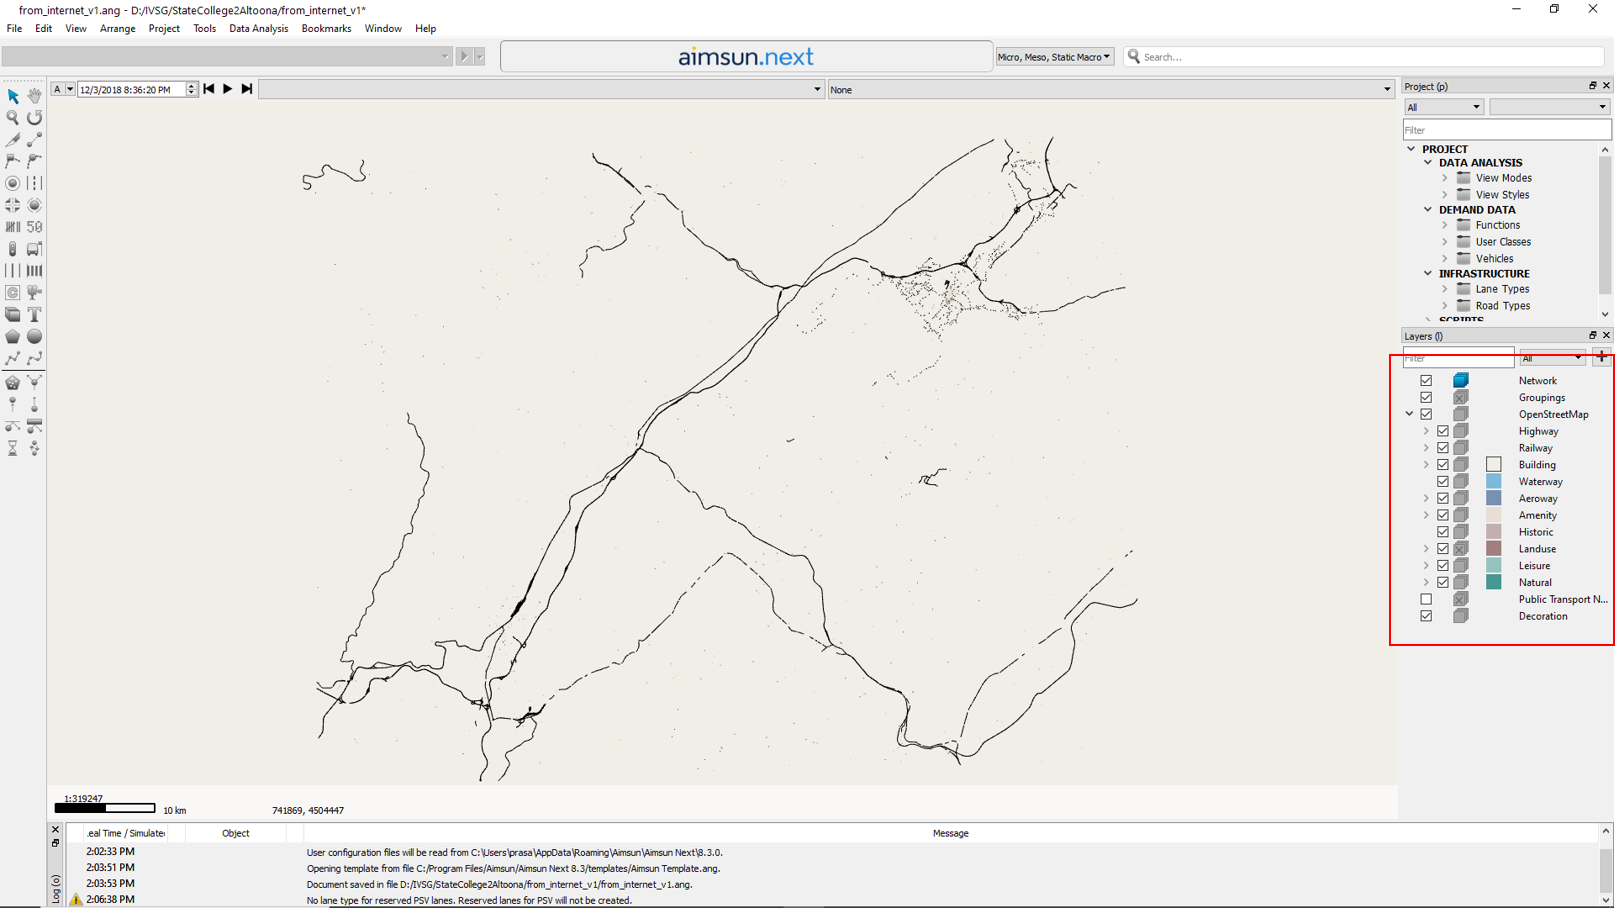 from_internet_v1.ang - D:/IVSG/StateCollege2Altoona/from_internet_v1*
File Edit View Arrange Project Tools Data Analysis Bookmarks Window Help
aimsun.next
Micro, Meso, Static Macro
Search...
A
12/3/2018 8:36:20 PM
None
Project (p)
All
Filter
PROJECT
DATA ANALYSIS
View Modes
View Styles
DEMAND DATA
Functions
User Classes
Vehicles
INFRASTRUCTURE
Lane Types
Road Types
SCRIPTS
Layers (l)
Filter
All
Network
Groupings
OpenStreetMap
Highway
Railway
Building
Waterway
Aeroway
Amenity
Historic
Landuse
Leisure
Natural
Public Transport N...
Decoration
50
T
1:319247
10 km
741869, 4504447
Log (o)
eal Time / Simulated Object Message
2:02:33 PM User configuration files will be read from C:\Users\prasa\AppData\Roaming\Aimsun\Aimsun Next\8.3.0.
2:03:51 PM Opening template from file C:/Program Files/Aimsun/Aimsun Next 8.3/templates/Aimsun Template.ang.
2:03:53 PM Document saved in file D:/IVSG/StateCollege2Altoona/from_internet_v1/from_internet_v1.ang.
2:06:38 PM No lane type for reserved PSV lanes. Reserved lanes for PSV will not be created.